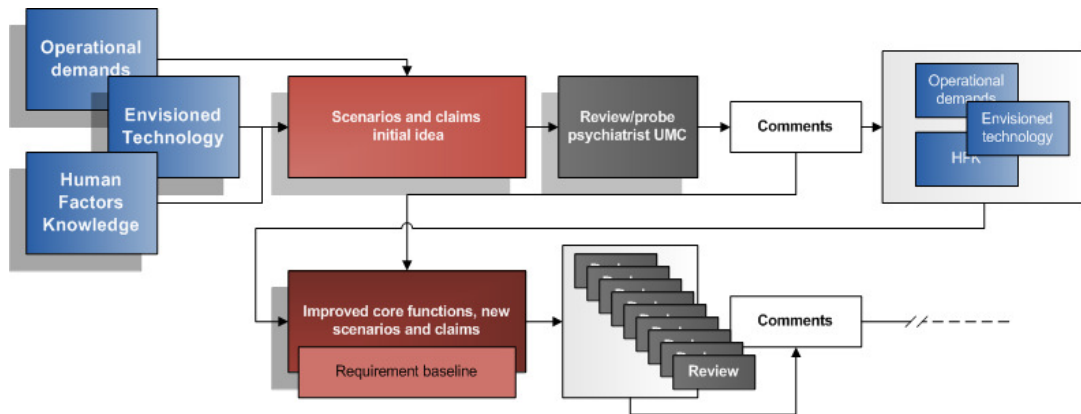 Operational
demands
Envisioned
Technology
Human
Factors
Knowledge
Scenarios and claims
initial idea
Review/probe
psychiatrist UMC
Comments
Operational
demands
Envisioned
technology
HFK
Improved core functions, new
scenarios and claims
Requirement baseline
Review
Comments